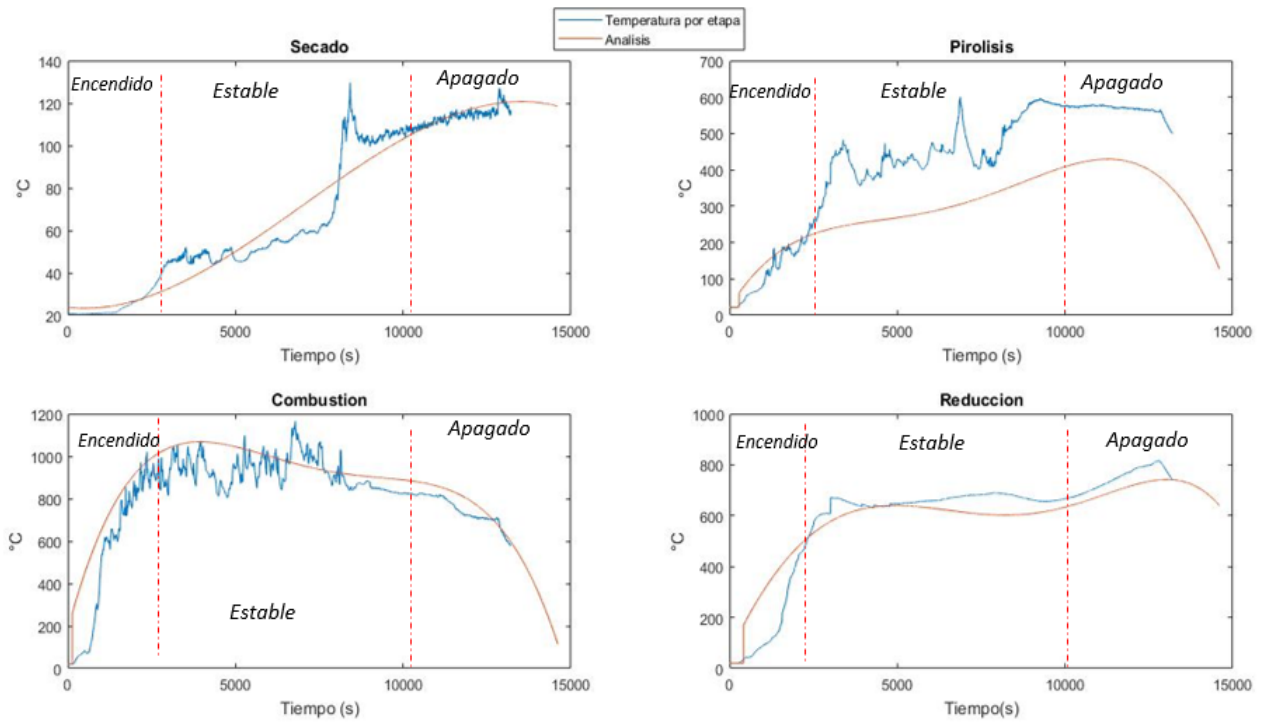 Temperatura por etapa
Analisis
Secado
140
120
100
80
60
40
20
°C
Encendido
Estable
Apagado
0
5000
10000
15000
Tiempo (s)
Pirolisis
700
600
500
400
300
200
100
0
°C
Encendido
Estable
Apagado
0
5000
10000
15000
Tiempo (s)
Combustion
1200
1000
800
600
400
200
0
°C
Encendido
Estable
Apagado
0
5000
10000
15000
Tiempo (s)
Reduccion
1000
800
600
400
200
0
°C
Encendido
Estable
Apagado
0
5000
10000
15000
Tiempo(s)